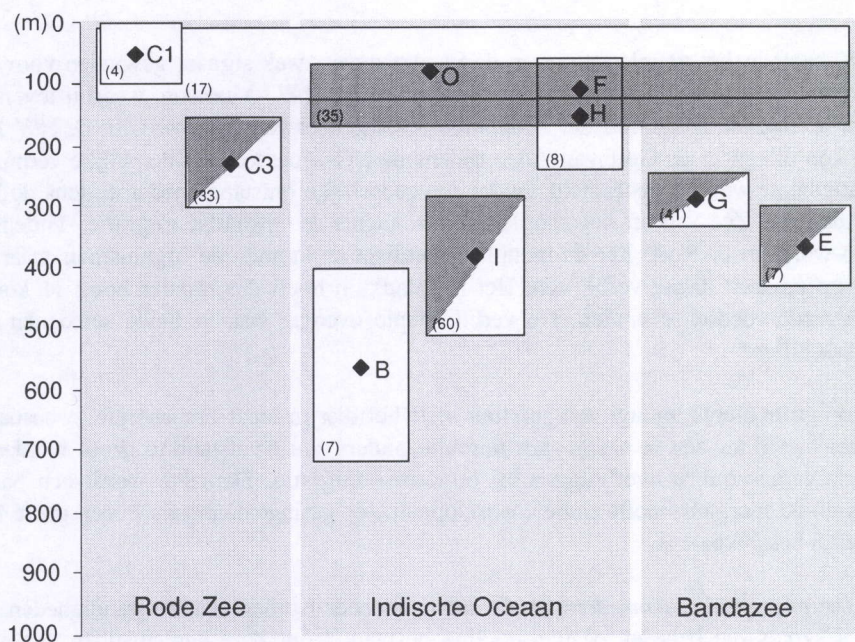 (m) 0
C1
(4)
O
F
100
(17)
(35)
H
200
C3
(8)
(33)
G
300
(41)
E
I
400
(7)
500
(60)
B
600
700
(7)
800
900
Rode Zee
Indische Oceaan
Bandazee
1000